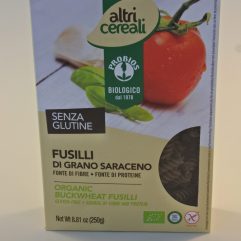 altri
cereali
PROBIOS
BIOLOGICO
dal 1978
SENZA
GLUTINE
FUSILLI
DI GRANO SARACENO
FONTE DI FIBRE • FONTE DI PROTEINE
ORGANIC
BUCKWHEAT FUSILLI
Net Wt 8.81 oz (250g)